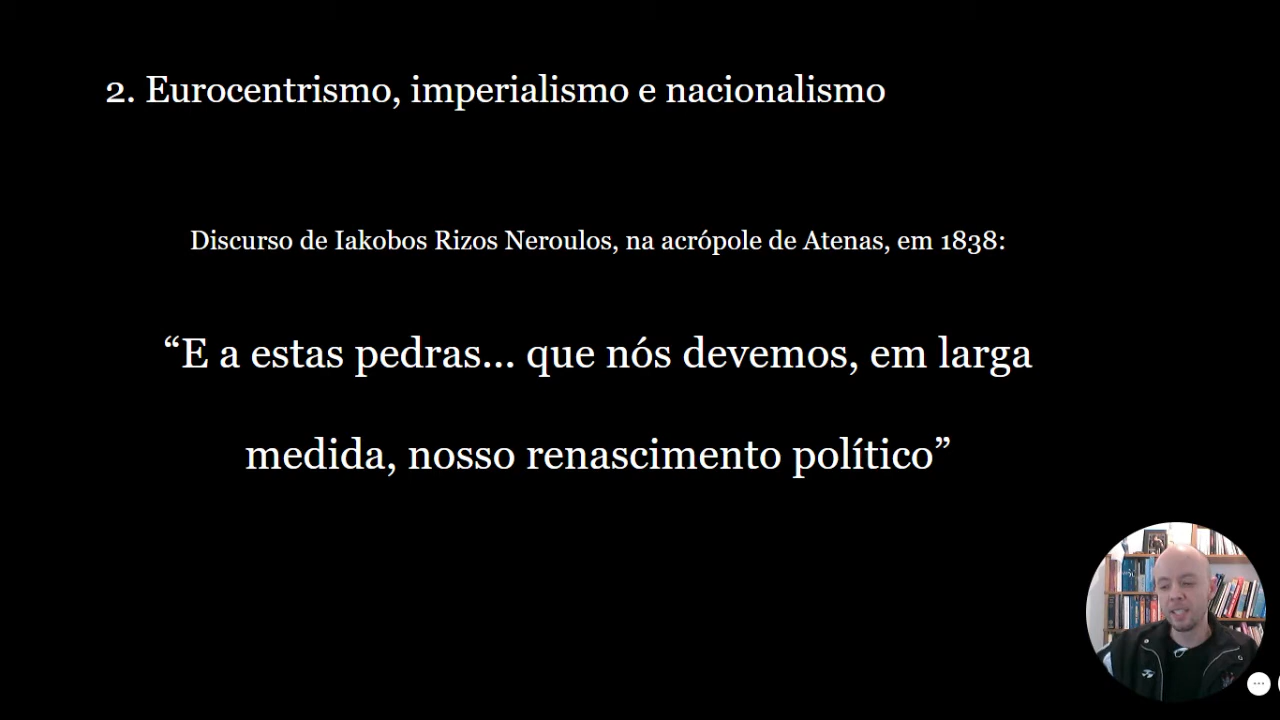 2. Eurocentrismo, imperialismo e nacionalismo
Discurso de Iakobos Rizos Neroulos, na acrópole de Atenas, em 1838:
“E a estas pedras... que nós devemos, em larga
medida, nosso renascimento político”